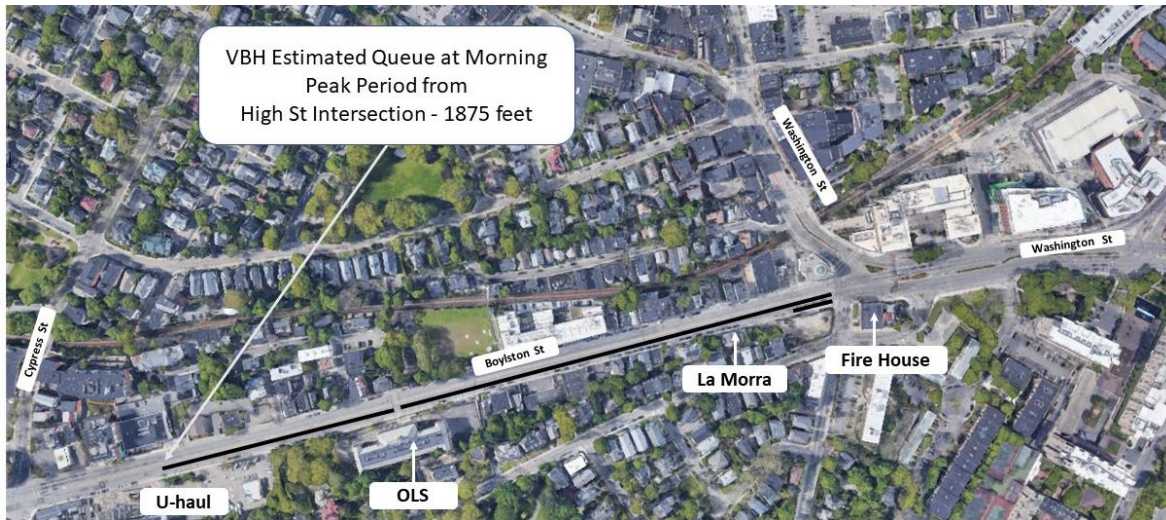 VBH Estimated Queue at Morning
Peak Period from
High St Intersection - 1875 feet
Washington St
Washington St
Cypress St
Boylston St
Fire House
La Morra
OLS
U-haul